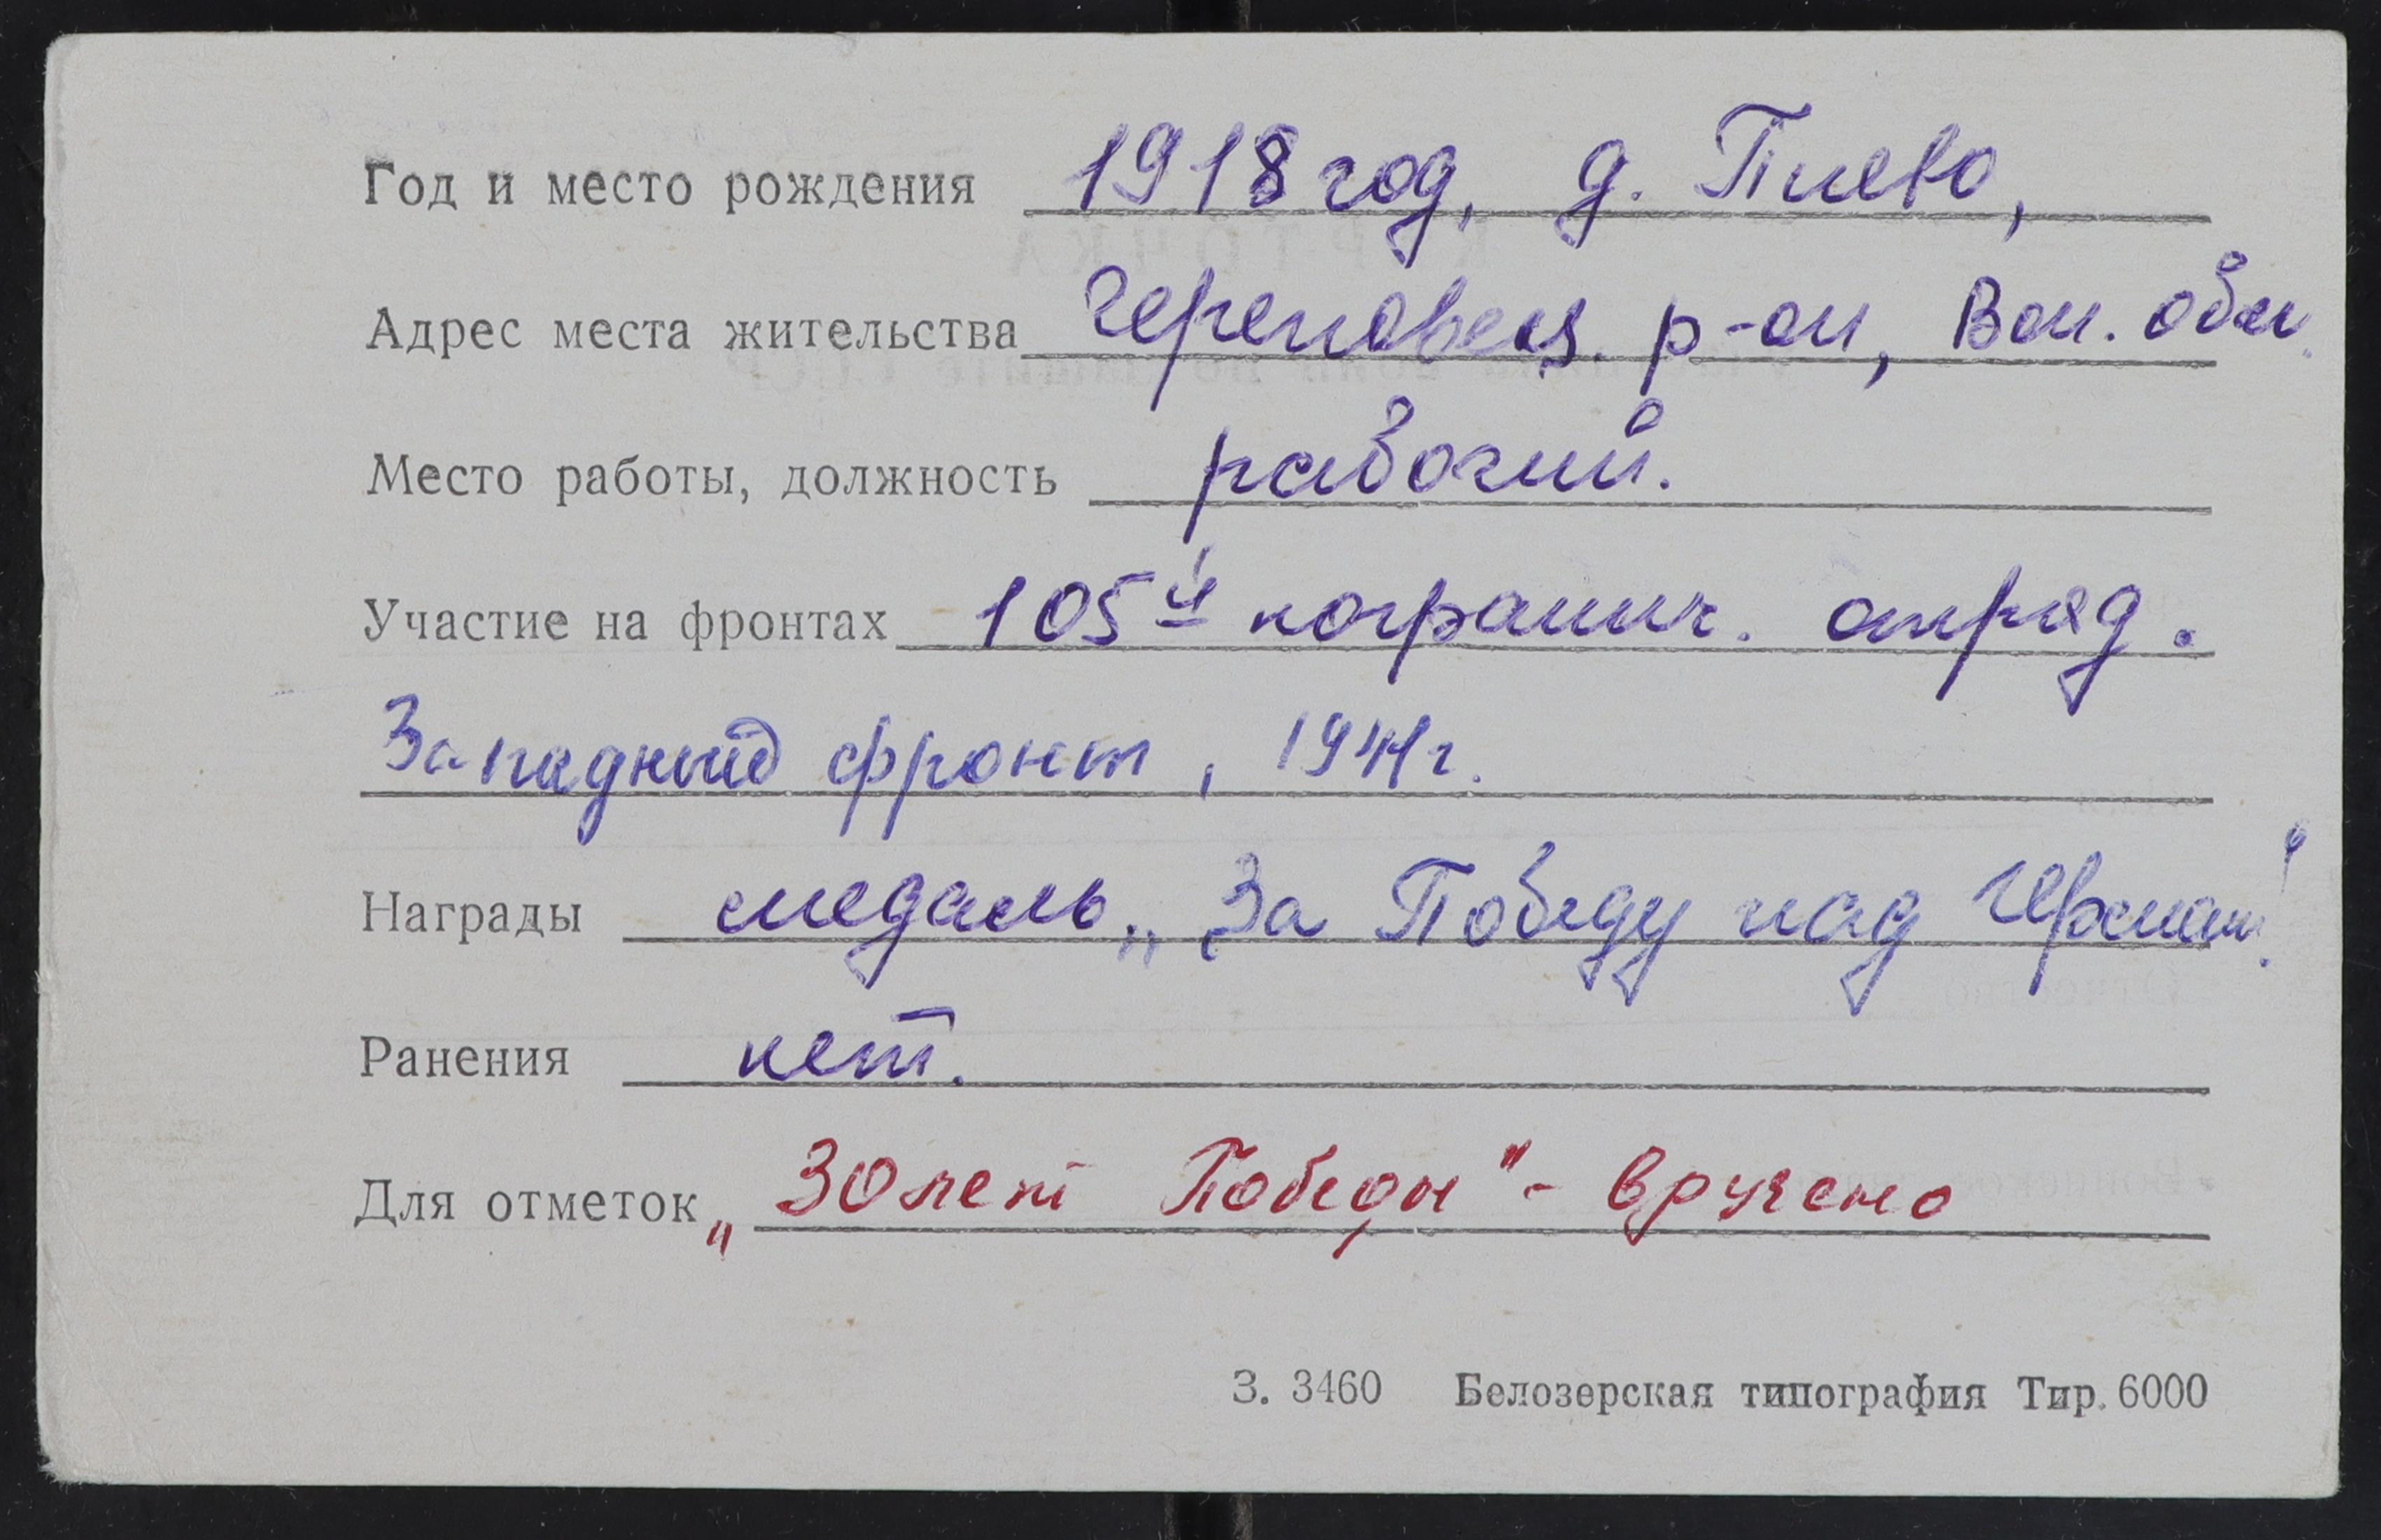 Год и место рождения 1918 год, д. Пиево,
Адрес места жительства Череповец. р-он, Вол. обл.
Место работы, должность рабочий.
Участие на фронтах 105й погранич. отряд.
Западный фронт, 1941г.
Награды медаль „За Победу над Герман."
Ранения нет.
Для отметок „30 лет Победы" - вручено
З. 3460 Белозерская типография Тир. 6000